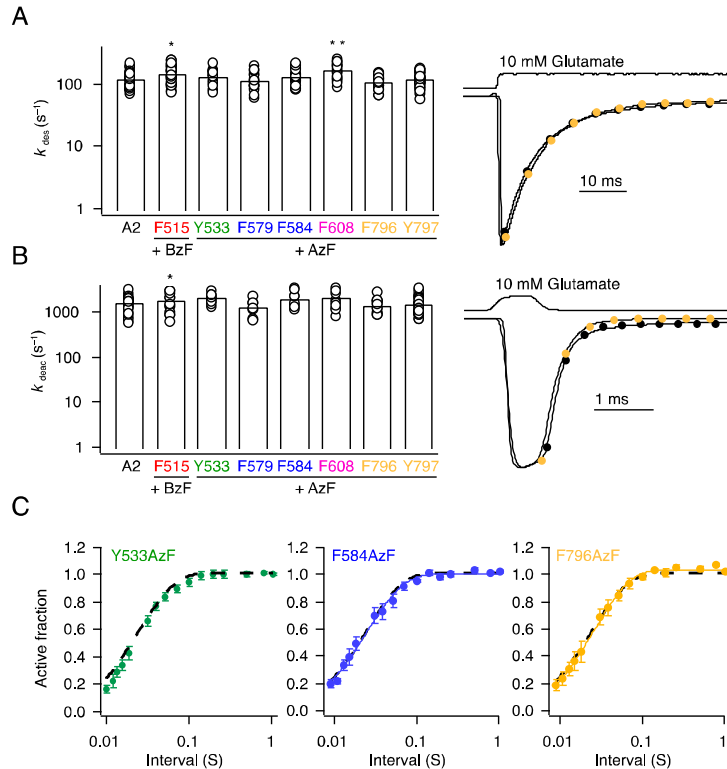 A
k des (s⁻¹)
100
10
1
* 
* *
A2 F515 Y533 F579 F584 F608 F796 Y797
+ BzF + AzF
10 mM Glutamate
10 ms
B
k deac (s⁻¹)
1000
100
10
1
*
A2 F515 Y533 F579 F584 F608 F796 Y797
+ BzF + AzF
10 mM Glutamate
1 ms
C
Active fraction
Y533AzF
1.2
1.0
0.8
0.6
0.4
0.2
0.0
0.01 0.1 1
Interval (S)
F584AzF
1.2
1.0
0.8
0.6
0.4
0.2
0.0
0.01 0.1 1
Interval (S)
F796AzF
1.2
1.0
0.8
0.6
0.4
0.2
0.0
0.01 0.1 1
Interval (S)